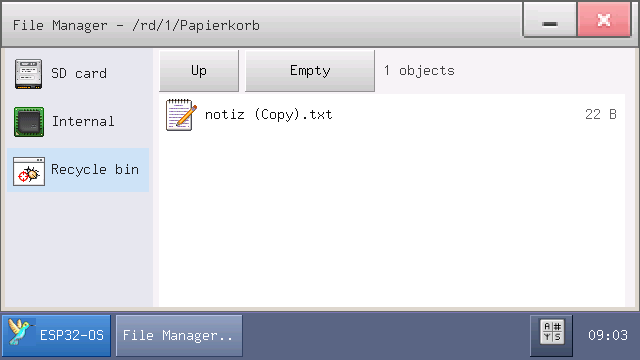 File Manager - /rd/1/Papierkorb
SD card
Internal
Recycle bin
Up
Empty
1 objects
notiz (Copy).txt
22 B
ESP32-OS
File Manager..
A#
YS
09:03